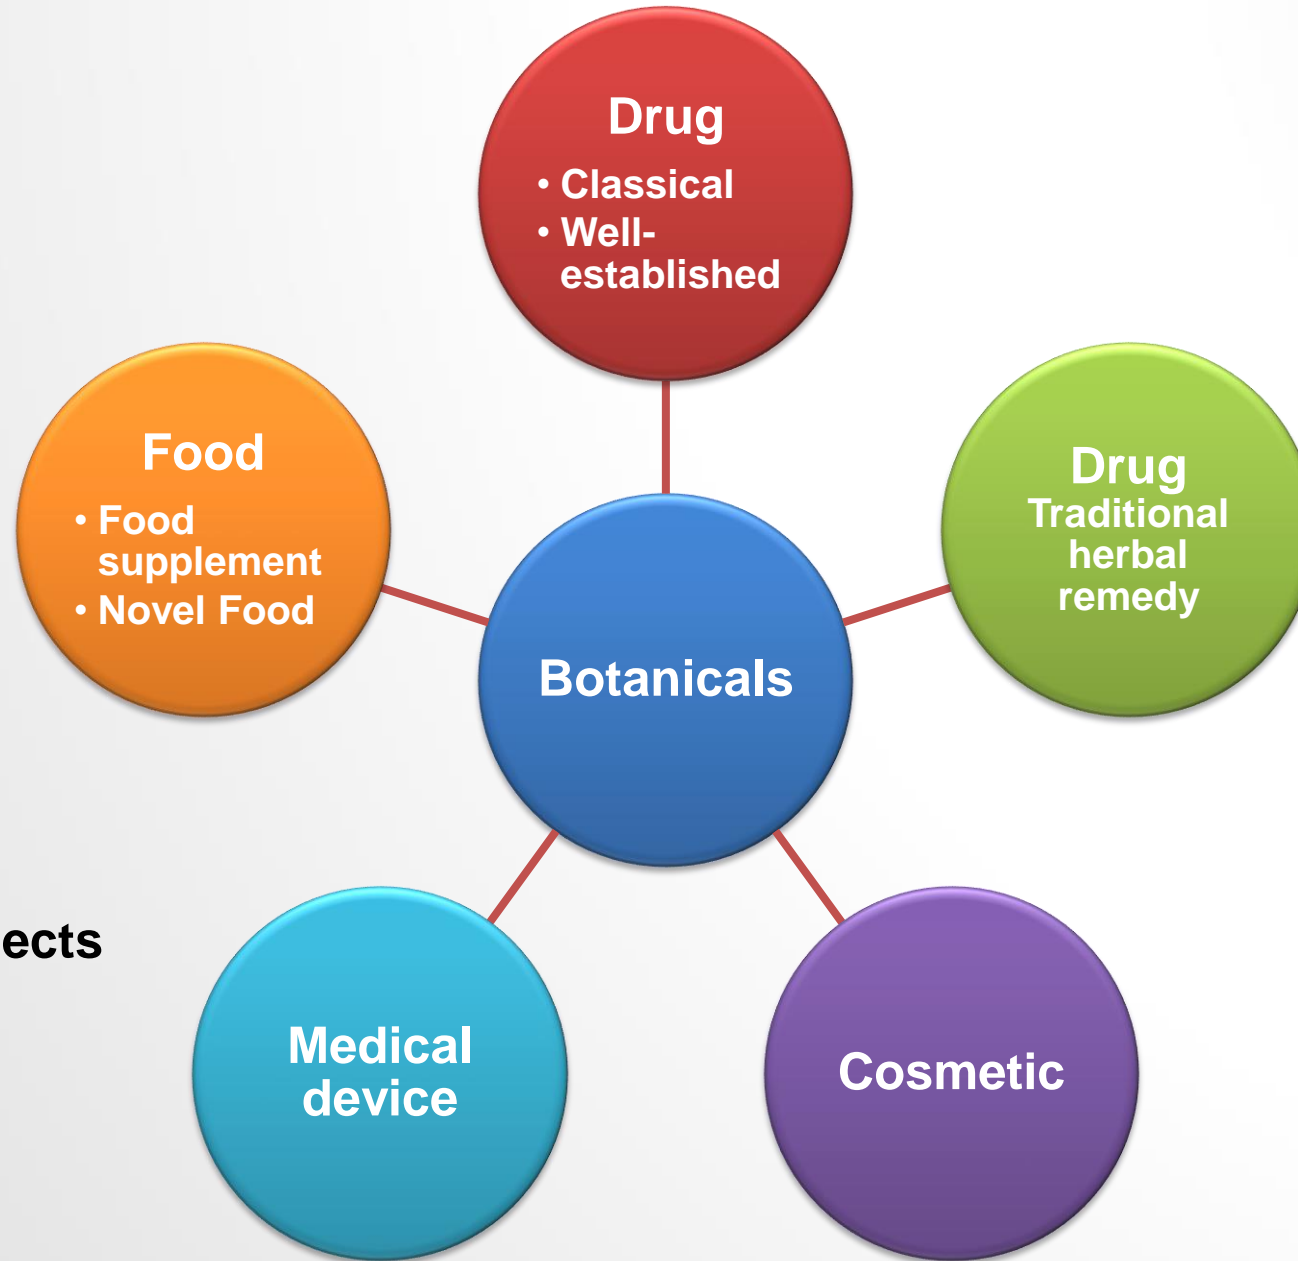 Drug
• Classical
• Well-
established
Food
• Food
supplement
• Novel Food
Drug
Traditional
herbal
remedy
Botanicals
ects
Medical
device
Cosmetic